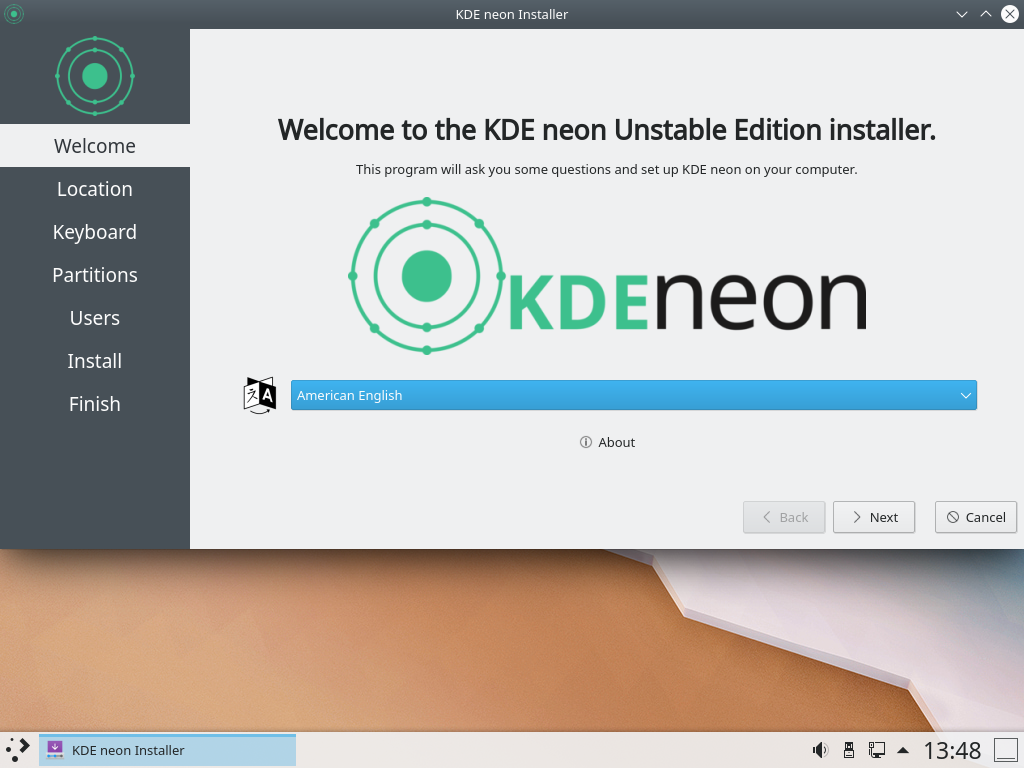 KDE neon Installer
Welcome
Location
Keyboard
Partitions
Users
Install
Finish
Welcome to the KDE neon Unstable Edition installer.
This program will ask you some questions and set up KDE neon on your computer.
KDEneon
American English
About
Back
Next
Cancel
KDE neon Installer
13:48